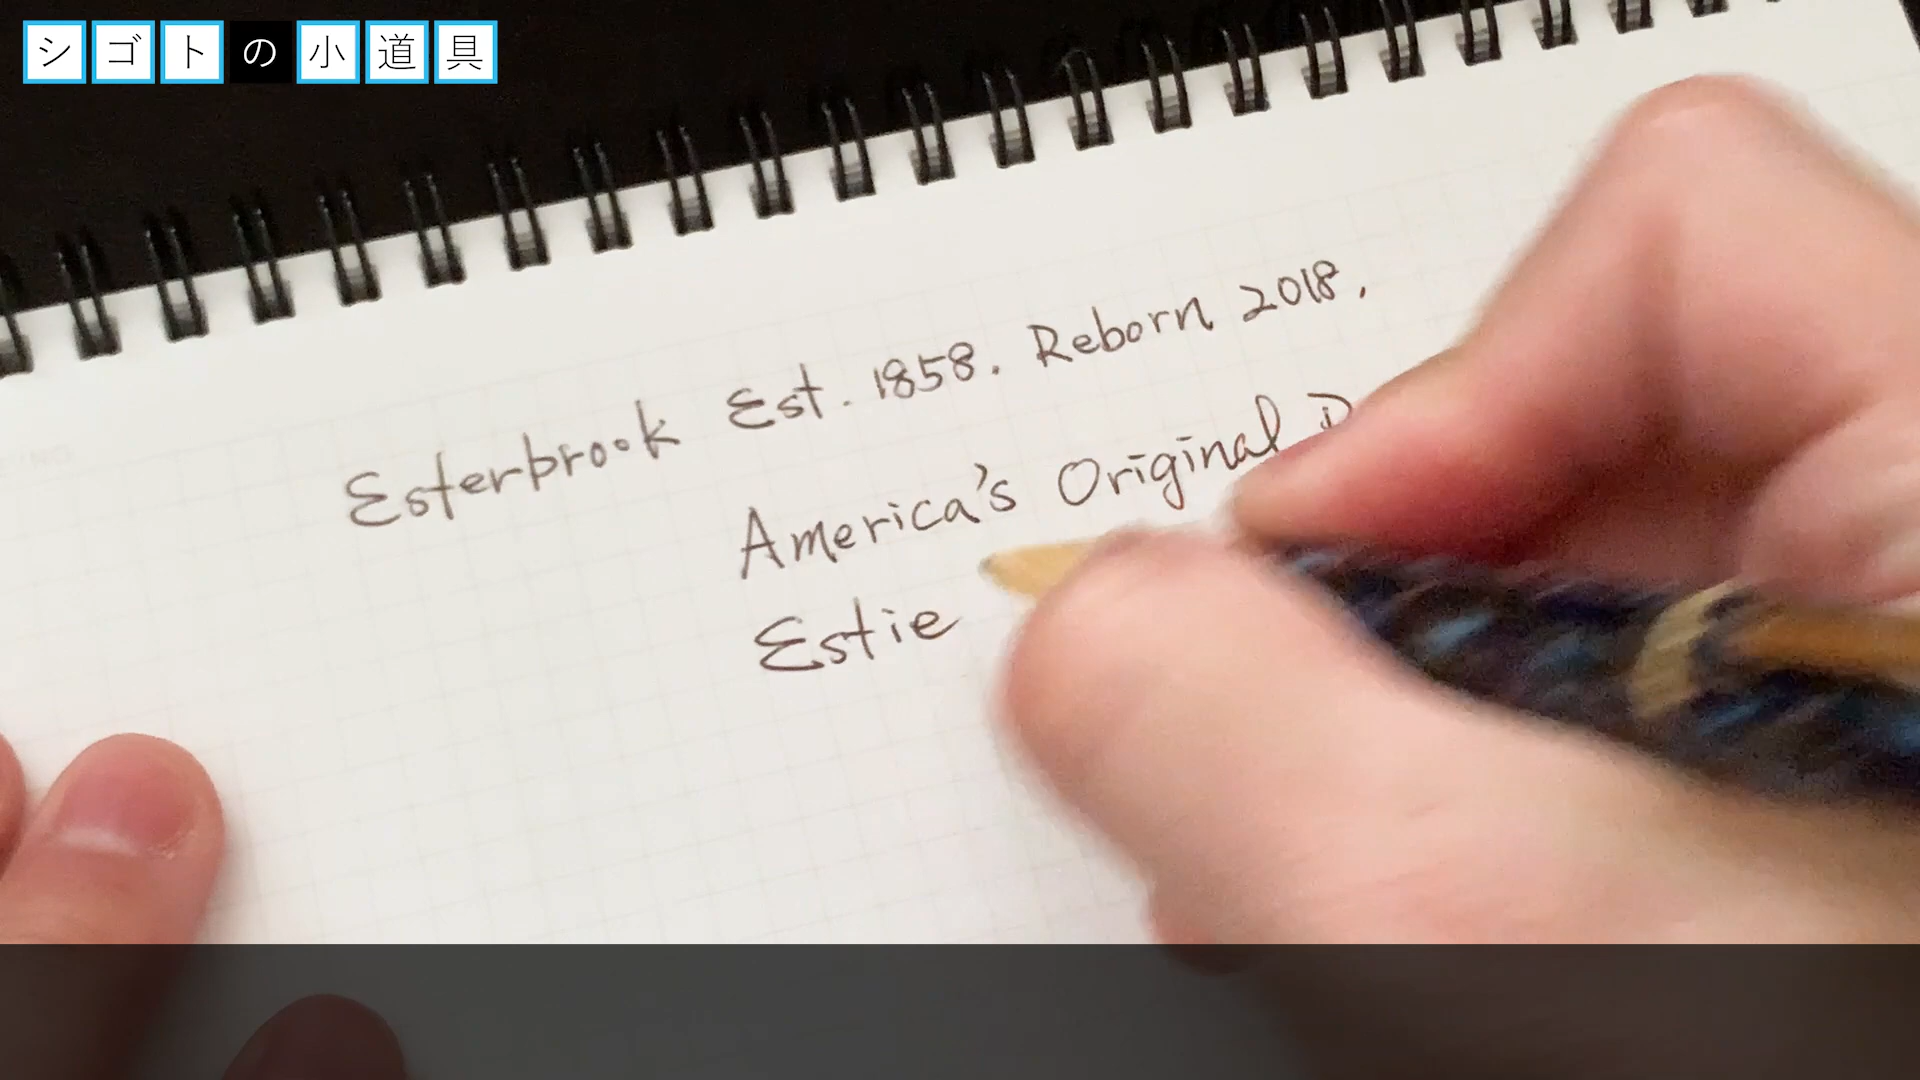 シゴトの小道具
Esterbrook Est. 1858. Reborn 2018.
America's Original
Estie